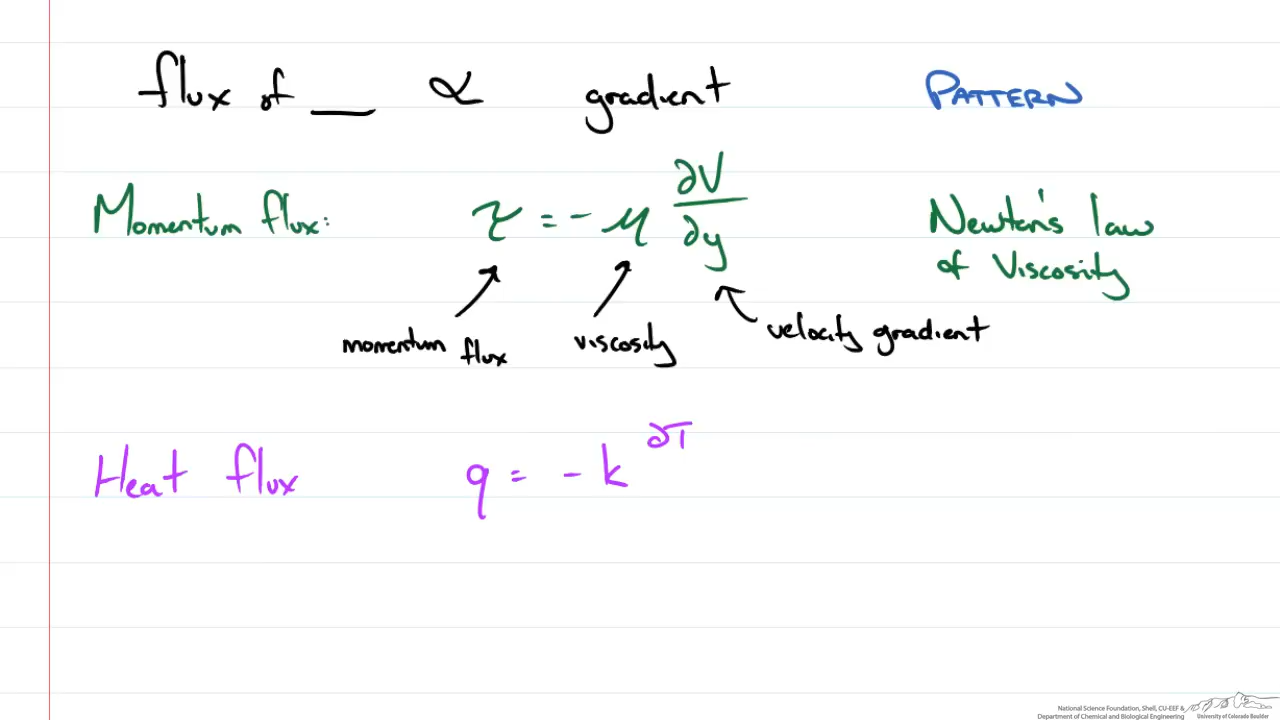 flux of ___ ∝ gradient PATTERN
Momentum flux: τ = - μ ∂V/∂y Newton's law
of Viscosity
momentum flux viscosity velocity gradient
Heat flux q = - k ∂T
National Science Foundation, Shell, CU-EEF &
Department of Chemical and Biological Engineering
University of Colorado Boulder